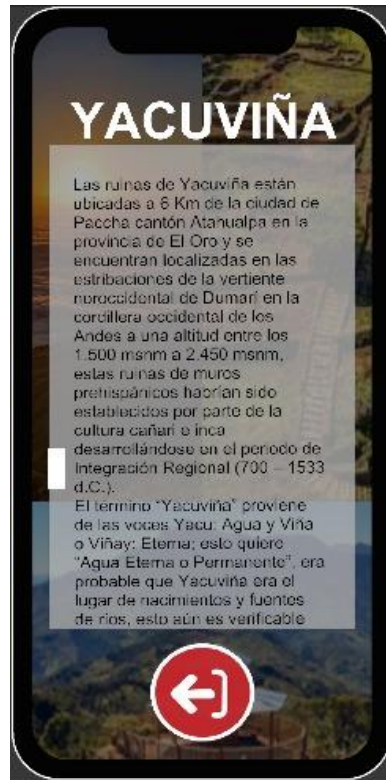 YACUVIÑA
Las ruinas de Yacuviña están
ubicadas a 6 Km de la ciudad de
Paccha cantón Atahualpa en la
provincia de El Oro y se
encuentran localizadas en las
estribaciones de la vertiente
noroccidental de Dumarí en la
cordillera occidental de los
Andes a una altitud entre los
1.500 msnm a 2.450 msnm,
estas ruinas de muros
prehispánicos habrían sido
establecidos por parte de la
cultura cañari e inca
desarrollándose en el periodo de
Integración Regional (700 – 1533
d.C.).
El termino “Yacuviña” proviene
de las voces Yacu: Agua y Viña
o Viñay: Eterna; esto quiere
“Agua Eterna o Permanente”, era
probable que Yacuviña era el
lugar de nacimientos y fuentes
de ríos, esto aún es verificable